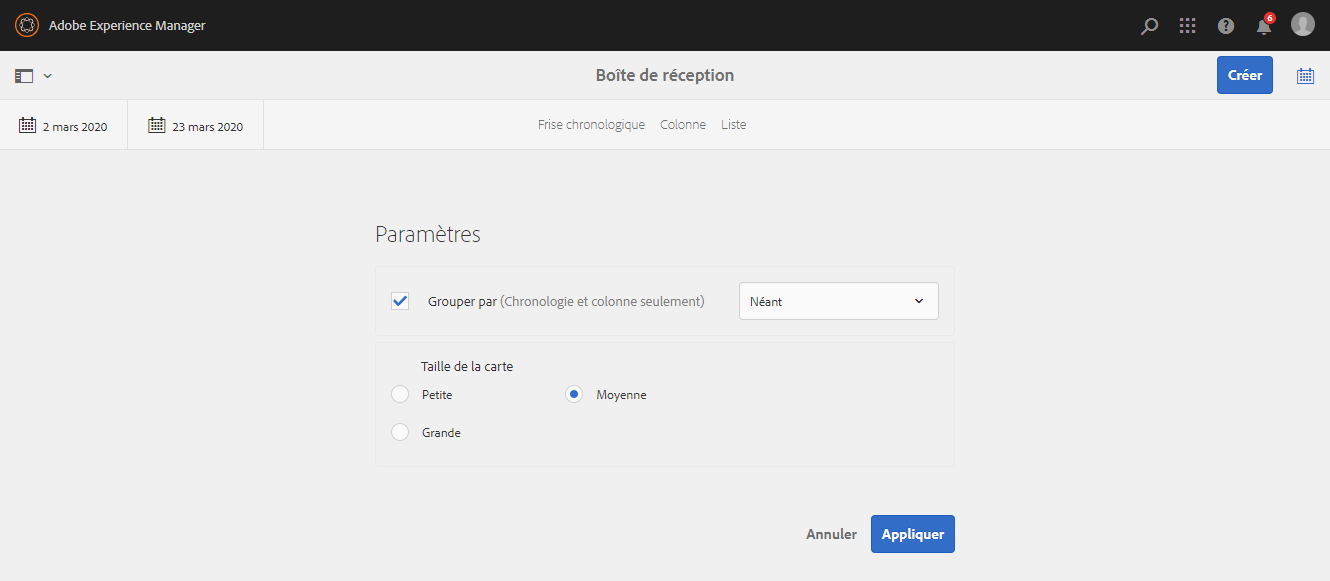 Adobe Experience Manager
6
Boîte de réception
Créer
2 mars 2020
23 mars 2020
Frise chronologique Colonne Liste
Paramètres
Grouper par (Chronologie et colonne seulement)
Néant
Taille de la carte
Petite
Moyenne
Grande
Annuler
Appliquer